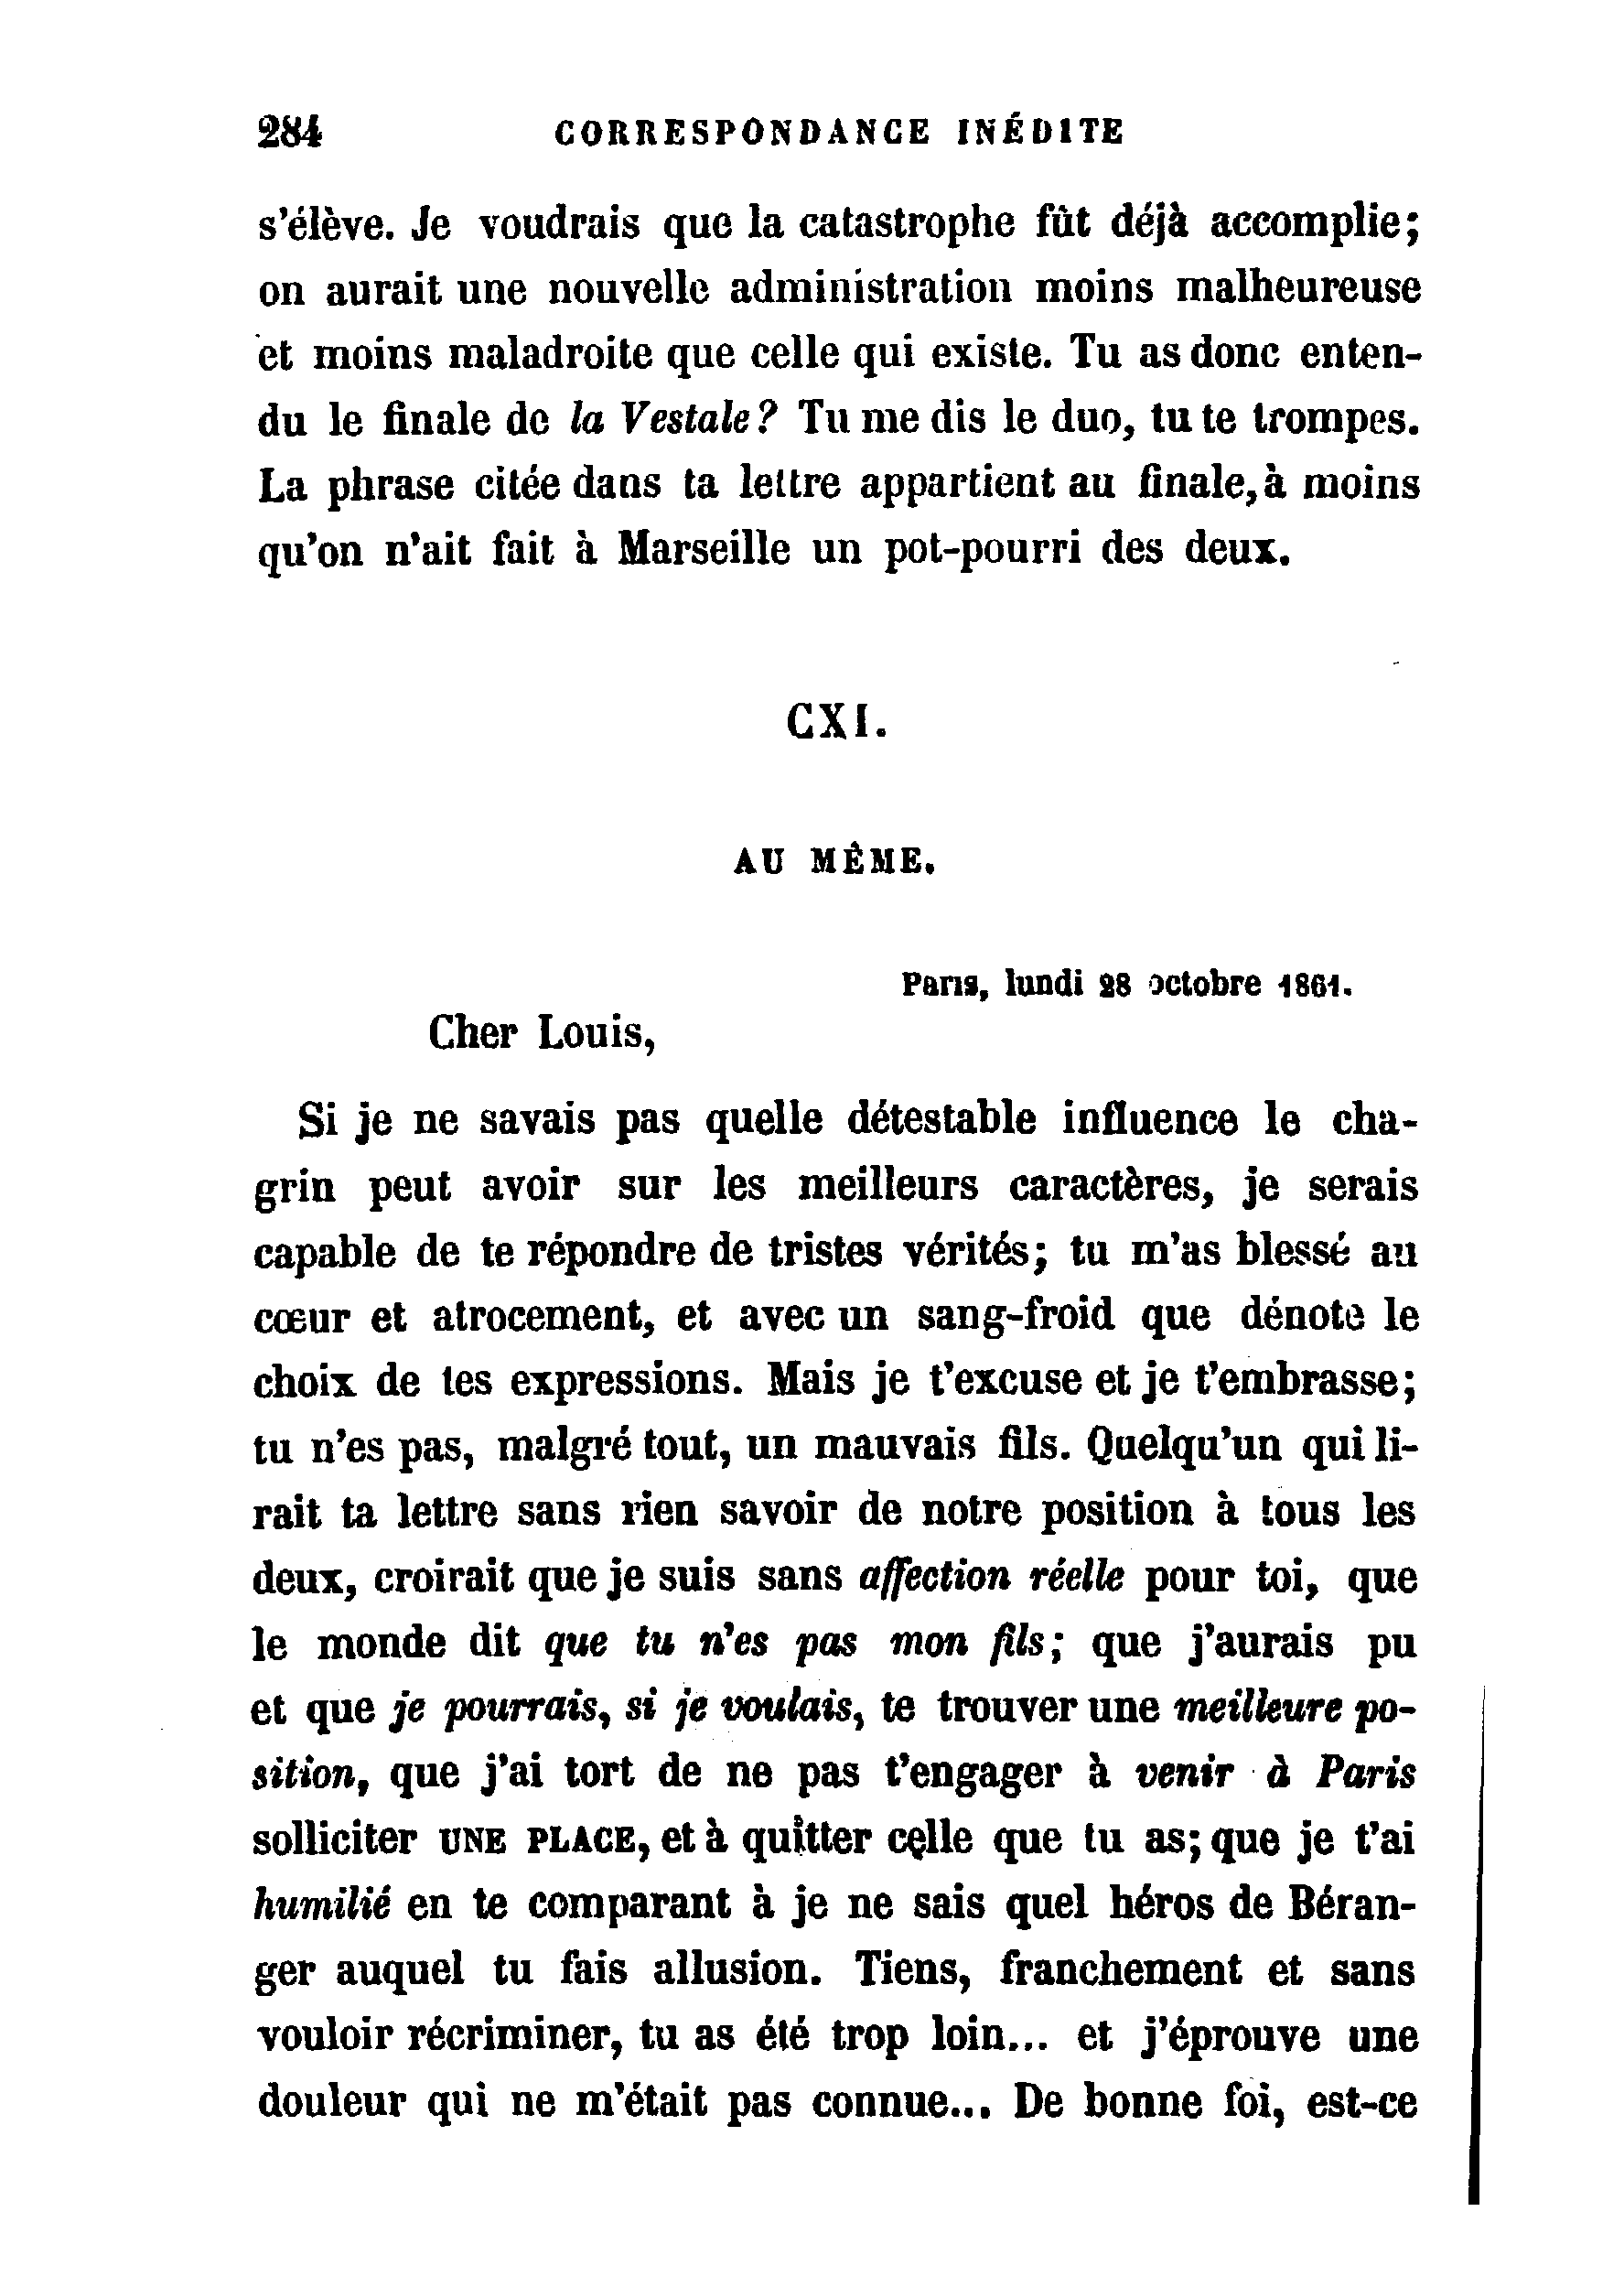 284 CORRESPONDANCE INÉDITE
s'élève. Je voudrais que la catastrophe fût déjà accomplie;
on aurait une nouvelle administration moins malheureuse
et moins maladroite que celle qui existe. Tu as donc enten-
du le finale de la Vestale? Tu me dis le duo, tu te trompes.
La phrase citée dans ta lettre appartient au finale, à moins
qu'on n'ait fait à Marseille un pot-pourri des deux.
CXI.
AU MÊME.
Paris, lundi 28 octobre 1861.
Cher Louis,
Si je ne savais pas quelle détestable influence le cha-
grin peut avoir sur les meilleurs caractères, je serais
capable de te répondre de tristes vérités; tu m'as blessé au
cœur et atrocement, et avec un sang-froid que dénote le
choix de tes expressions. Mais je t'excuse et je t'embrasse;
tu n'es pas, malgré tout, un mauvais fils. Quelqu'un qui li-
rait ta lettre sans rien savoir de notre position à tous les
deux, croirait que je suis sans affection réelle pour toi, que
le monde dit que tu n'es pas mon fils; que j'aurais pu
et que je pourrais, si je voulais, te trouver une meilleure po-
sition, que j'ai tort de ne pas t'engager à venir à Paris
solliciter UNE PLACE, et à quitter celle que tu as; que je t'ai
humilié en te comparant à je ne sais quel héros de Béran-
ger auquel tu fais allusion. Tiens, franchement et sans
vouloir récriminer, tu as été trop loin... et j'éprouve une
douleur qui ne m'était pas connue... De bonne foi, est-ce